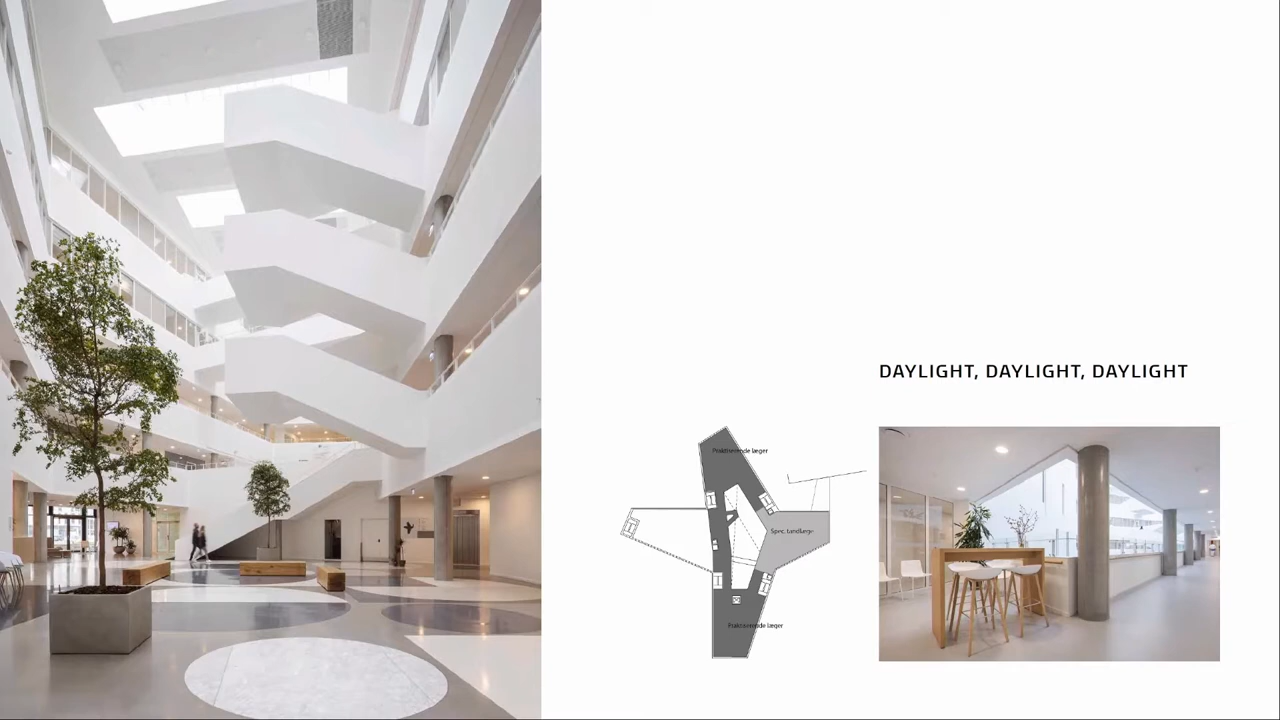 DAYLIGHT, DAYLIGHT, DAYLIGHT
Praktiserende læger
Spec. tandlæge
Praktiserende læger